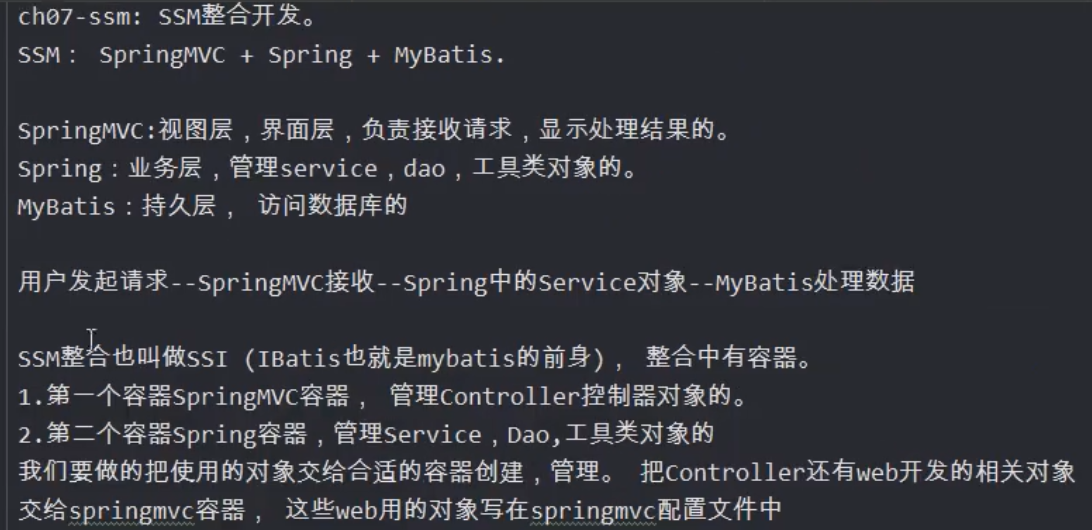 ch07-ssm: SSM整合开发。
SSM： SpringMVC + Spring + MyBatis.
SpringMVC:视图层，界面层，负责接收请求，显示处理结果的。
Spring：业务层，管理service，dao，工具类对象的。
MyBatis：持久层， 访问数据库的
用户发起请求--SpringMVC接收--Spring中的Service对象--MyBatis处理数据
SSM整合也叫做SSI (IBatis也就是mybatis的前身)， 整合中有容器。
1.第一个容器SpringMVC容器， 管理Controller控制器对象的。
2.第二个容器Spring容器，管理Service，Dao,工具类对象的
我们要做的把使用的对象交给合适的容器创建，管理。 把Controller还有web开发的相关对象
交给springmvc容器， 这些web用的对象写在springmvc配置文件中